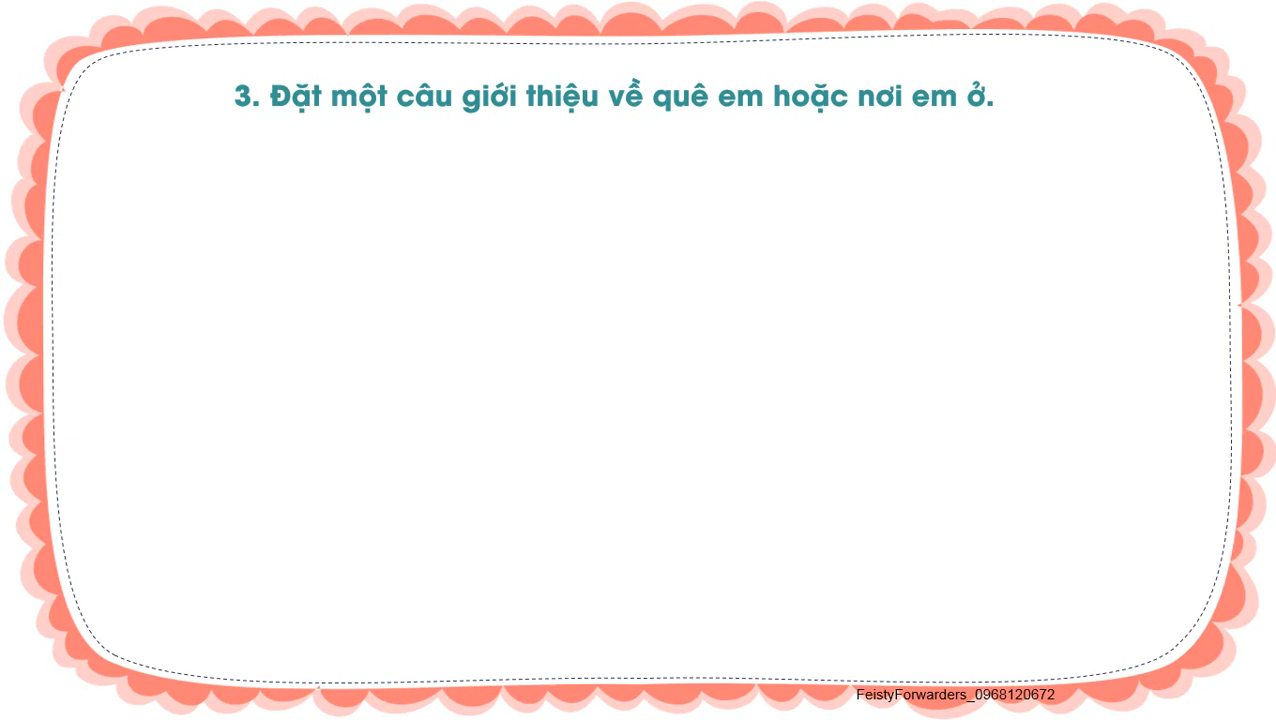 3. Đặt một câu giới thiệu về quê em hoặc nơi em ở.
FeistyForwarders_0968120672